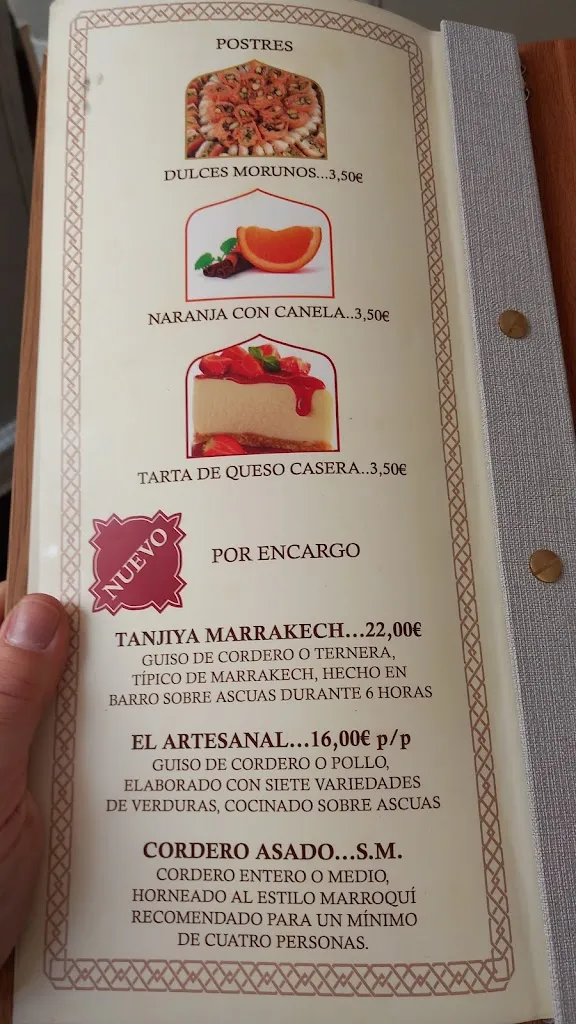 POSTRES
DULCES MORUNOS...3,50€
NARANJA CON CANELA..3,50€
TARTA DE QUESO CASERA..3,50€
NUEVO
POR ENCARGO
TANJIYA MARRAKECH...22,00€
GUISO DE CORDERO O TERNERA,
TÍPICO DE MARRAKECH, HECHO EN
BARRO SOBRE ASCUAS DURANTE 6 HORAS
EL ARTESANAL...16,00€ p/p
GUISO DE CORDERO O POLLO,
ELABORADO CON SIETE VARIEDADES
DE VERDURAS, COCINADO SOBRE ASCUAS
CORDERO ASADO...S.M.
CORDERO ENTERO O MEDIO,
HORNEADO AL ESTILO MARROQUÍ
RECOMENDADO PARA UN MÍNIMO
DE CUATRO PERSONAS.